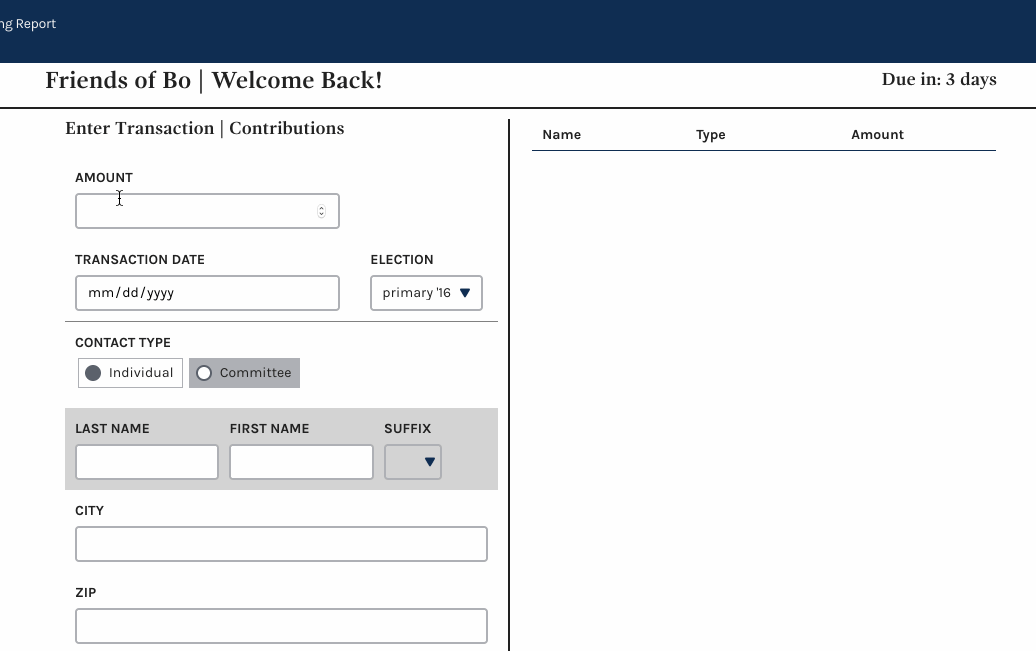 ng Report
Friends of Bo | Welcome Back!
Due in: 3 days
Enter Transaction | Contributions
AMOUNT
TRANSACTION DATE
ELECTION
mm/dd/yyyy
primary '16
CONTACT TYPE
Individual
Committee
LAST NAME
FIRST NAME
SUFFIX
CITY
ZIP
Name
Type
Amount